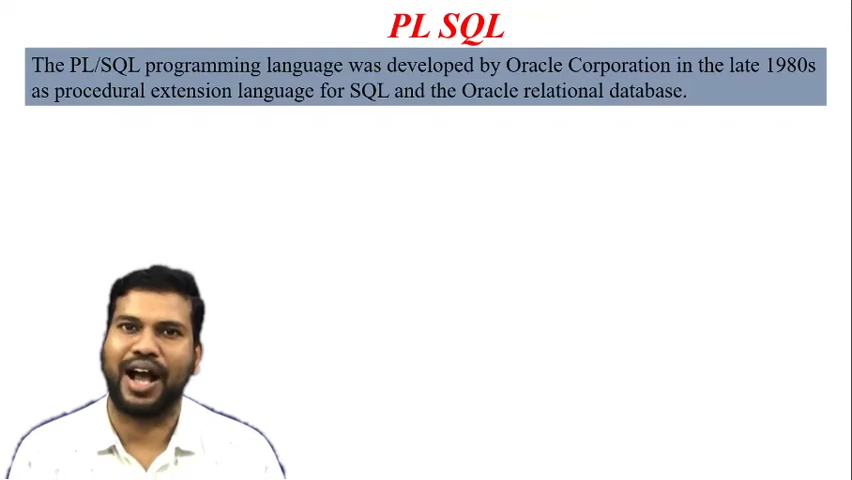 PL SQL
The PL/SQL programming language was developed by Oracle Corporation in the late 1980s
as procedural extension language for SQL and the Oracle relational database.